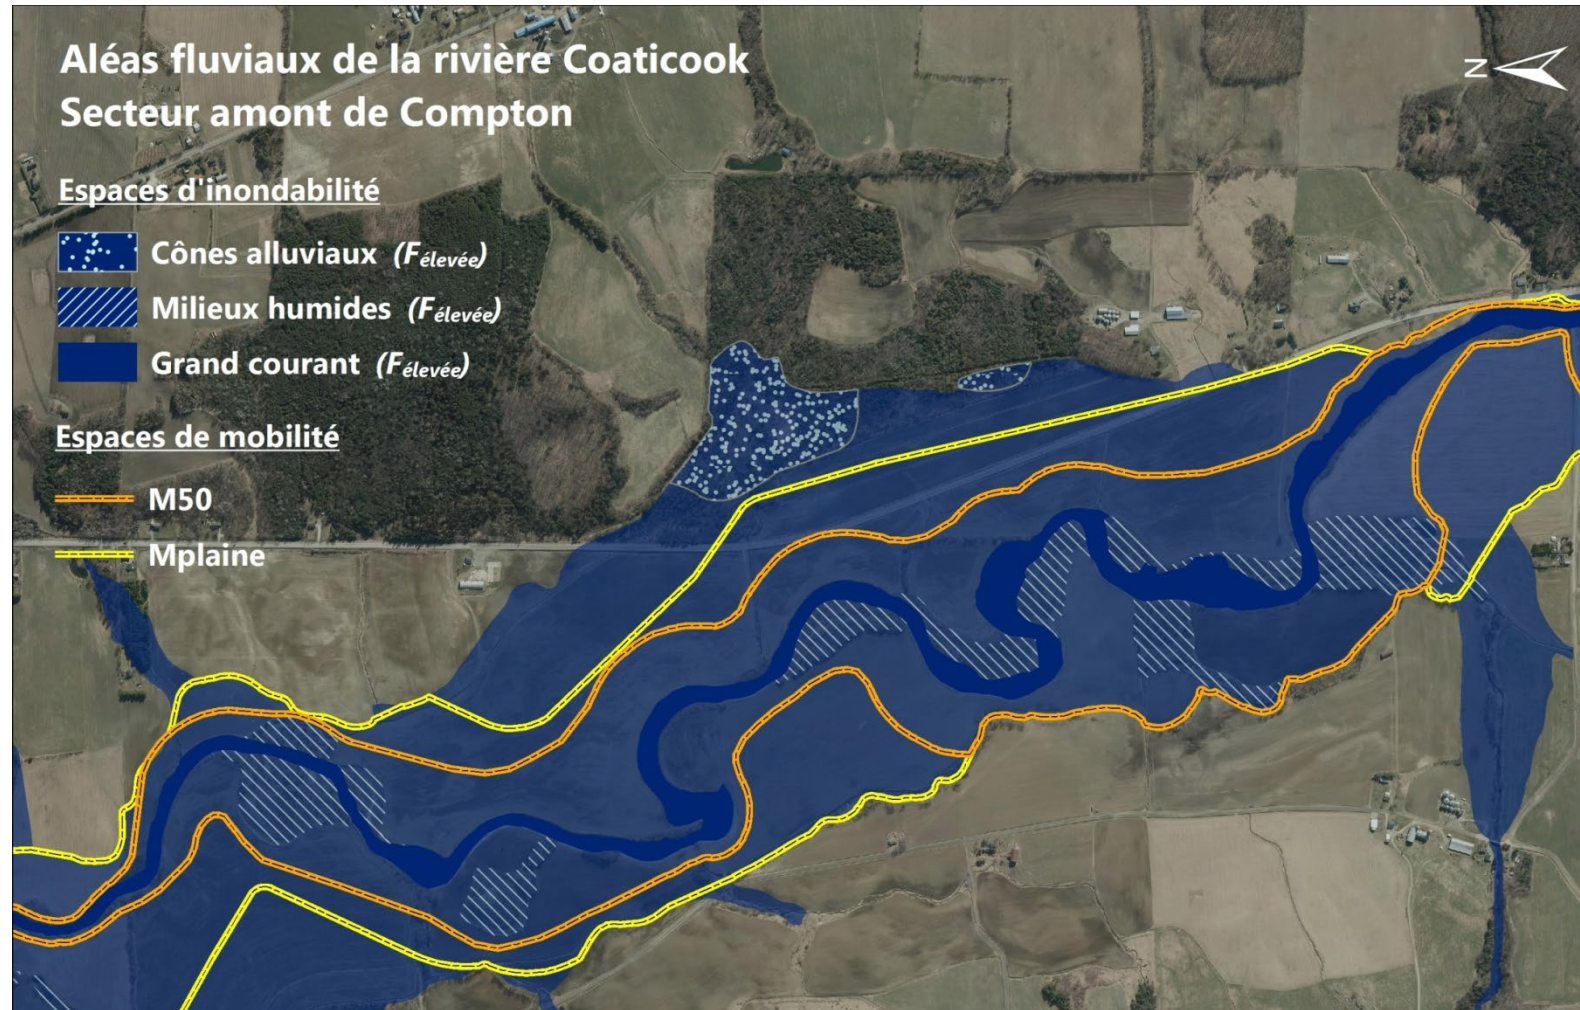 Aléas fluviaux de la rivière Coaticook
Secteur amont de Compton
N
Espaces d'inondabilité
Cônes alluviaux (Félevée)
Milieux humides (Félevée)
Grand courant (Félevée)
Espaces de mobilité
M50
Mplaine